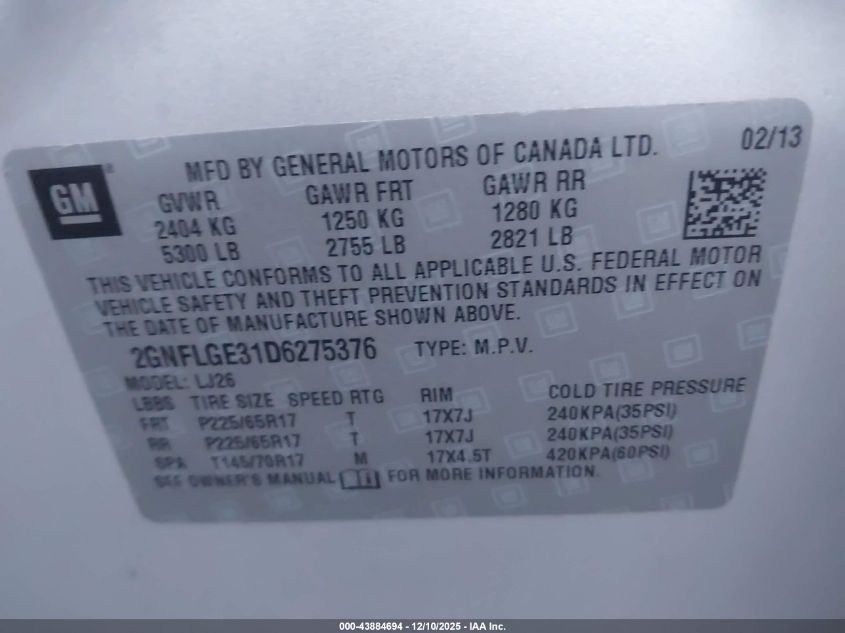 GM
MFD BY GENERAL MOTORS OF CANADA LTD. 02/13
GVWR GAWR FRT GAWR RR
2404 KG 1250 KG 1280 KG
5300 LB 2755 LB 2821 LB
THIS VEHICLE CONFORMS TO ALL APPLICABLE U.S. FEDERAL MOTOR
VEHICLE SAFETY AND THEFT PREVENTION STANDARDS IN EFFECT ON
THE DATE OF MANUFACTURE SHOWN ABOVE.
2GNFLGE31D6275376 TYPE: M.P.V.
MODEL: LJ26
LBBS TIRE SIZE SPEED RTG RIM COLD TIRE PRESSURE
FRT P225/65R17 T 17X7J 240KPA(35PSI)
RR P225/65R17 T 17X7J 240KPA(35PSI)
SPA T145/70R17 M 17X4.5T 420KPA(60PSI)
SEE OWNER'S MANUAL FOR MORE INFORMATION.
000-43884694 - 12/10/2025 - IAA Inc.